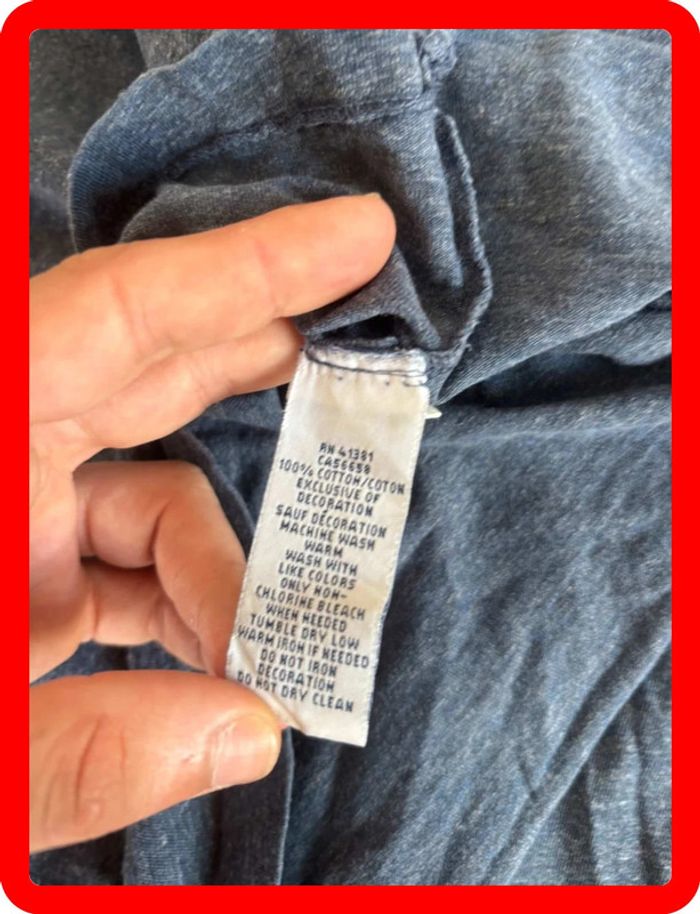 RN 41381
CA56658
100% COTTON/COTON
EXCLUSIVE OF
DECORATION
SAUF DÉCORATION
MACHINE WASH
WARM
WASH WITH
LIKE COLORS
ONLY NON-
CHLORINE BLEACH
WHEN NEEDED
TUMBLE DRY LOW
WARM IRON IF NEEDED
DO NOT IRON
DECORATION
DO NOT DRY CLEAN